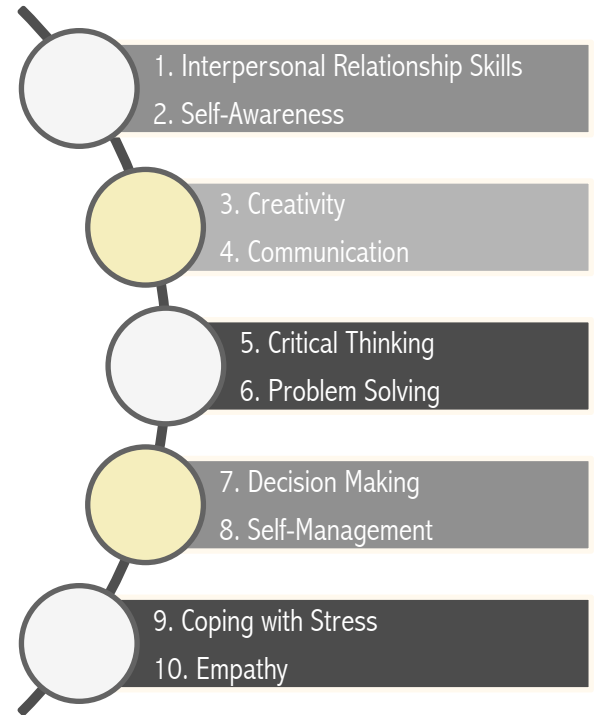 1. Interpersonal Relationship Skills
2. Self-Awareness
3. Creativity
4. Communication
5. Critical Thinking
6. Problem Solving
7. Decision Making
8. Self-Management
9. Coping with Stress
10. Empathy